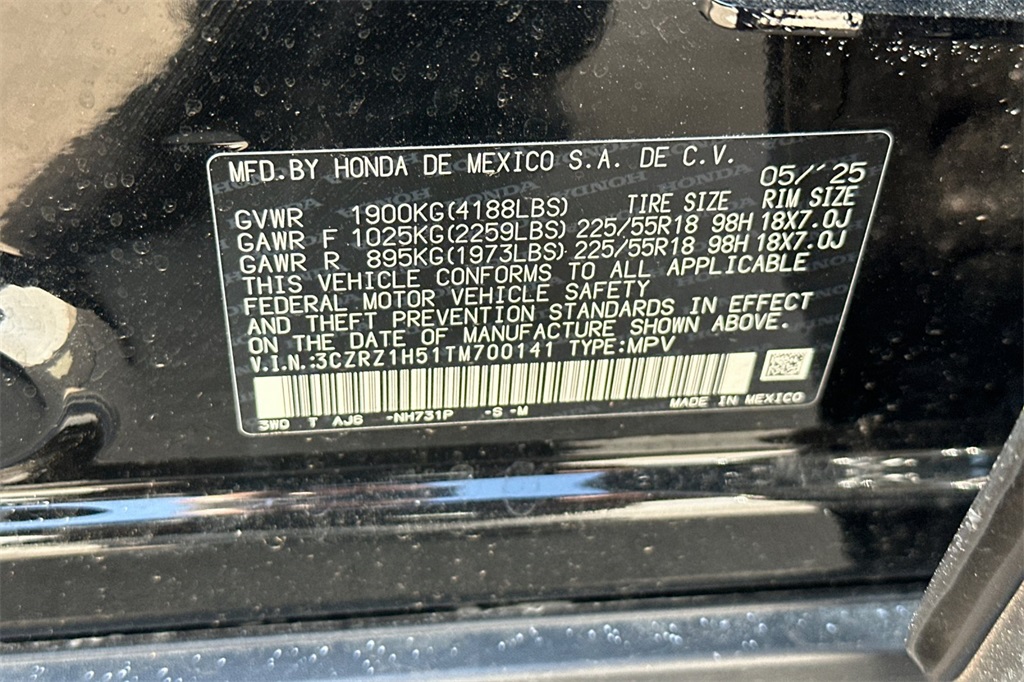 MFD.BY HONDA DE MEXICO S.A. DE C.V.
05/'25
GVWR 1900KG(4188LBS) TIRE SIZE RIM SIZE
GAWR F 1025KG(2259LBS) 225/55R18 98H 18X7.0J
GAWR R 895KG(1973LBS) 225/55R18 98H 18X7.0J
THIS VEHICLE CONFORMS TO ALL APPLICABLE
FEDERAL MOTOR VEHICLE SAFETY
AND THEFT PREVENTION STANDARDS IN EFFECT
ON THE DATE OF MANUFACTURE SHOWN ABOVE.
V.I.N.:3CZRZ1H51TM700141 TYPE:MPV
3WO T AJ6 -NH731P -S -M
MADE IN MEXICO